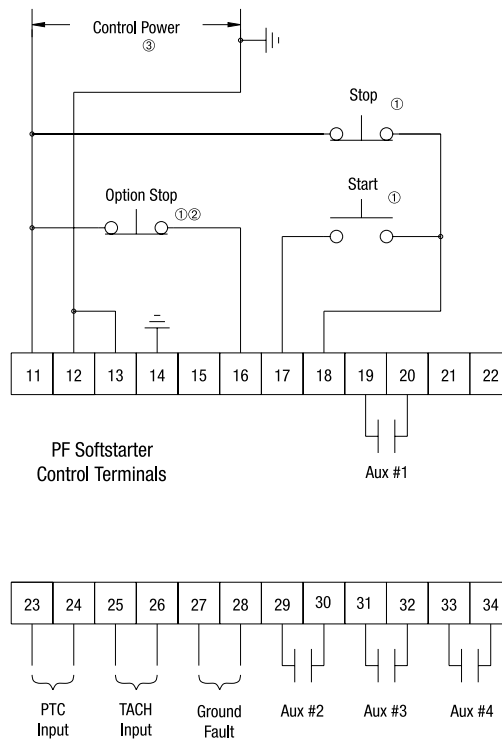 Control Power
③
Stop ①
Start ①
Option Stop ①②
11 12 13 14 15 16 17 18 19 20 21 22
PF Softstarter
Control Terminals
Aux #1
23 24 25 26 27 28 29 30 31 32 33 34
PTC
Input
TACH
Input
Ground
Fault
Aux #2
Aux #3
Aux #4